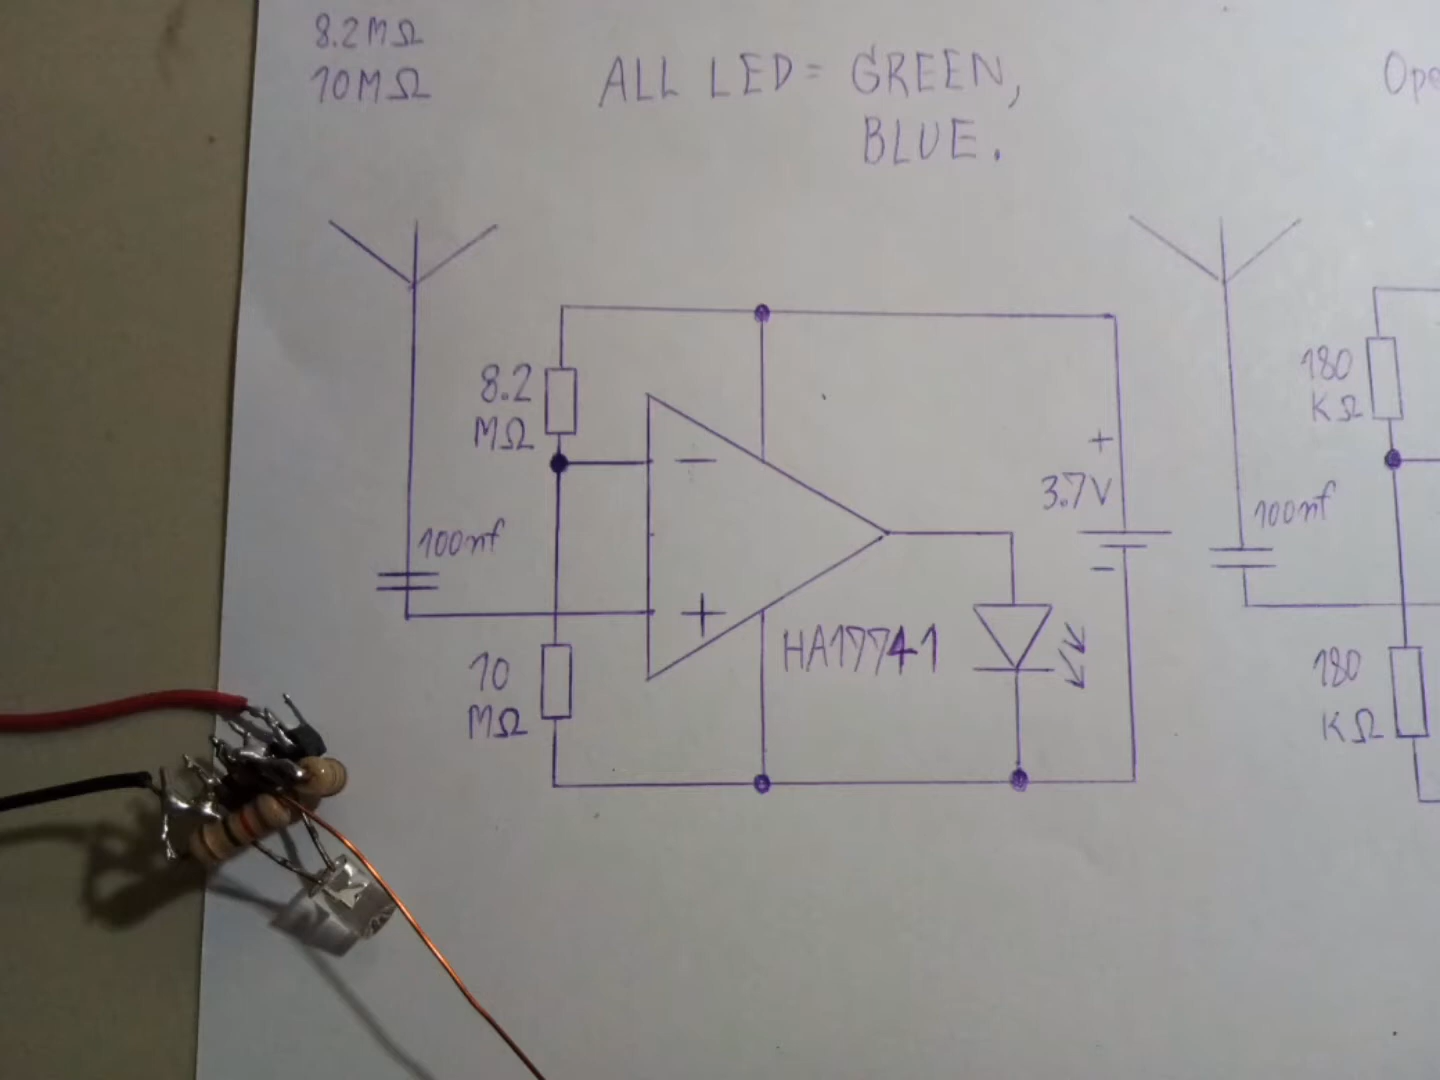 8.2MΩ
10MΩ
ALL LED = GREEN,
BLUE.
Ope
8.2
MΩ
100nf
10
MΩ
−
+
HA17741
+
3.7V
−
100nf
180
KΩ
180
KΩ